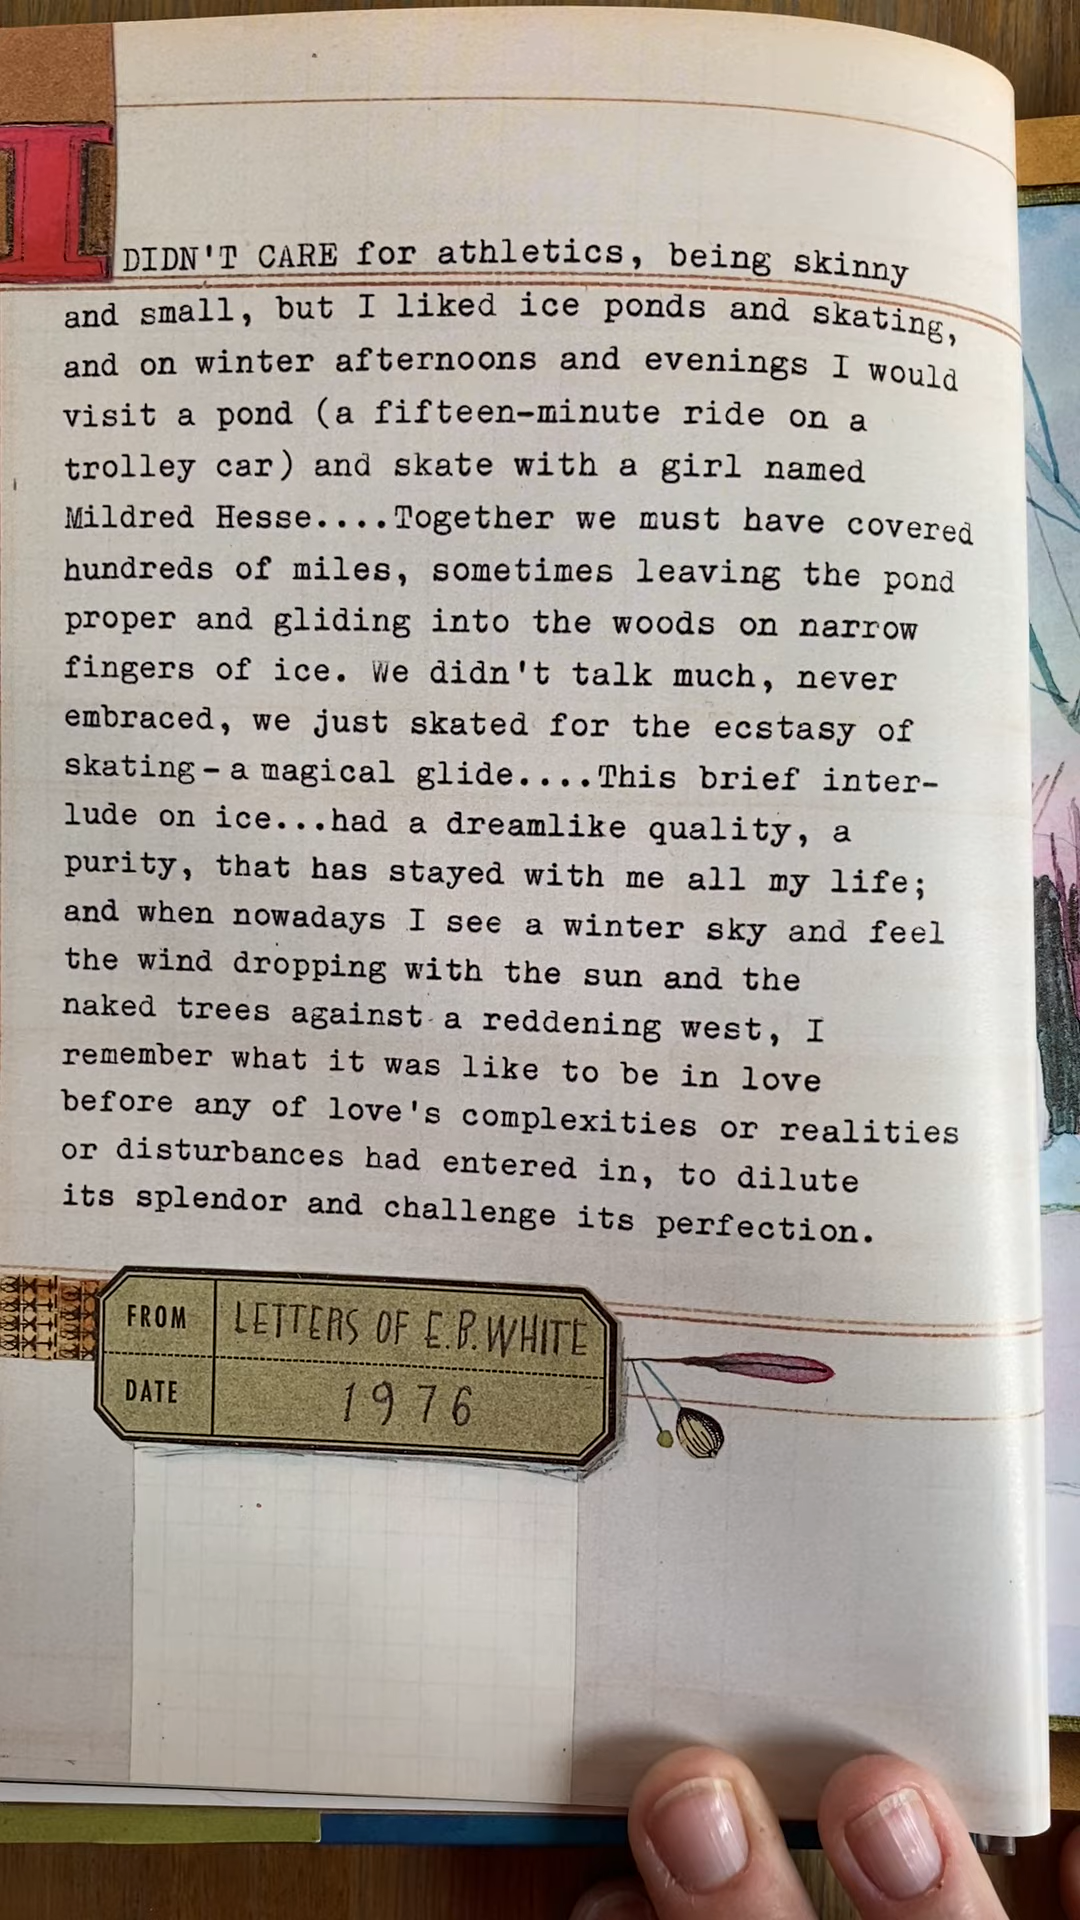 I DIDN'T CARE for athletics, being skinny
and small, but I liked ice ponds and skating,
and on winter afternoons and evenings I would
visit a pond (a fifteen-minute ride on a
trolley car) and skate with a girl named
Mildred Hesse....Together we must have covered
hundreds of miles, sometimes leaving the pond
proper and gliding into the woods on narrow
fingers of ice. We didn't talk much, never
embraced, we just skated for the ecstasy of
skating – a magical glide....This brief inter-
lude on ice...had a dreamlike quality, a
purity, that has stayed with me all my life;
and when nowadays I see a winter sky and feel
the wind dropping with the sun and the
naked trees against a reddening west, I
remember what it was like to be in love
before any of love's complexities or realities
or disturbances had entered in, to dilute
its splendor and challenge its perfection.
FROM LETTERS OF E.B. WHITE
DATE 1976